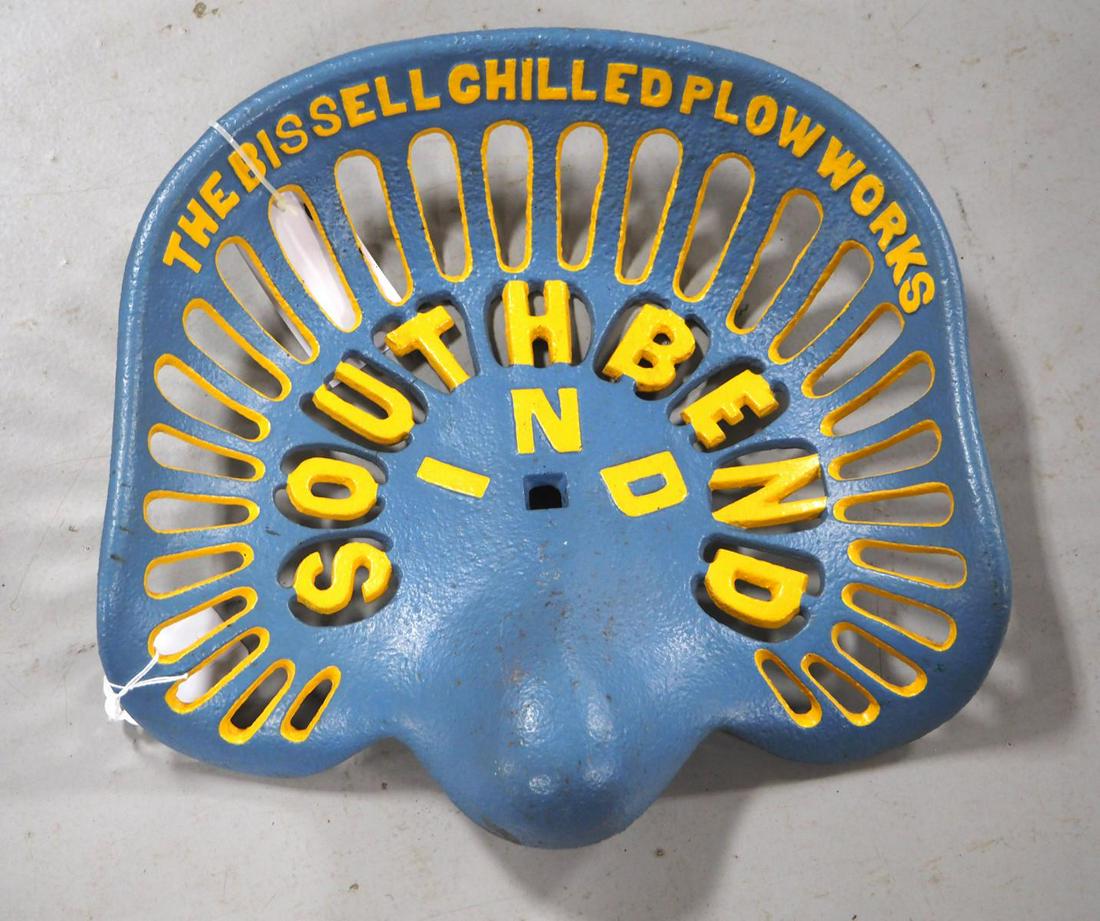 THE BISSELL CHILLED PLOW WORKS
SOUTH BEND
IND